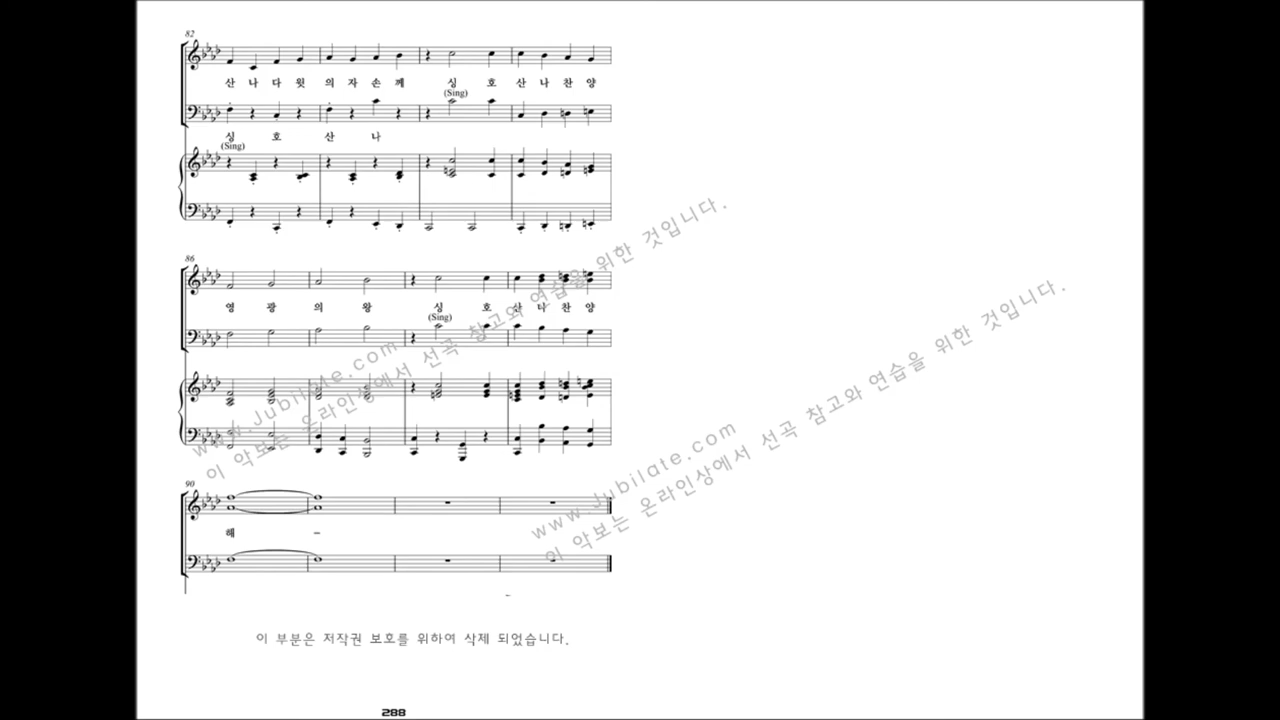 82
산 나 다 윗 의 자 손 께 싱 호 산 나 찬 양
(Sing)
싱 호 산 나
(Sing)
86
영 광 의 왕 싱 호 산 나 찬 양
(Sing)
www.Jubilate.com
이 악보는 온라인상에서 선곡 참고와 연습을 위한 것입니다.
90
해 –
www.Jubilate.com
이 악보는 온라인상에서 선곡 참고와 연습을 위한 것입니다.
이 부분은 저작권 보호를 위하여 삭제 되었습니다.
288